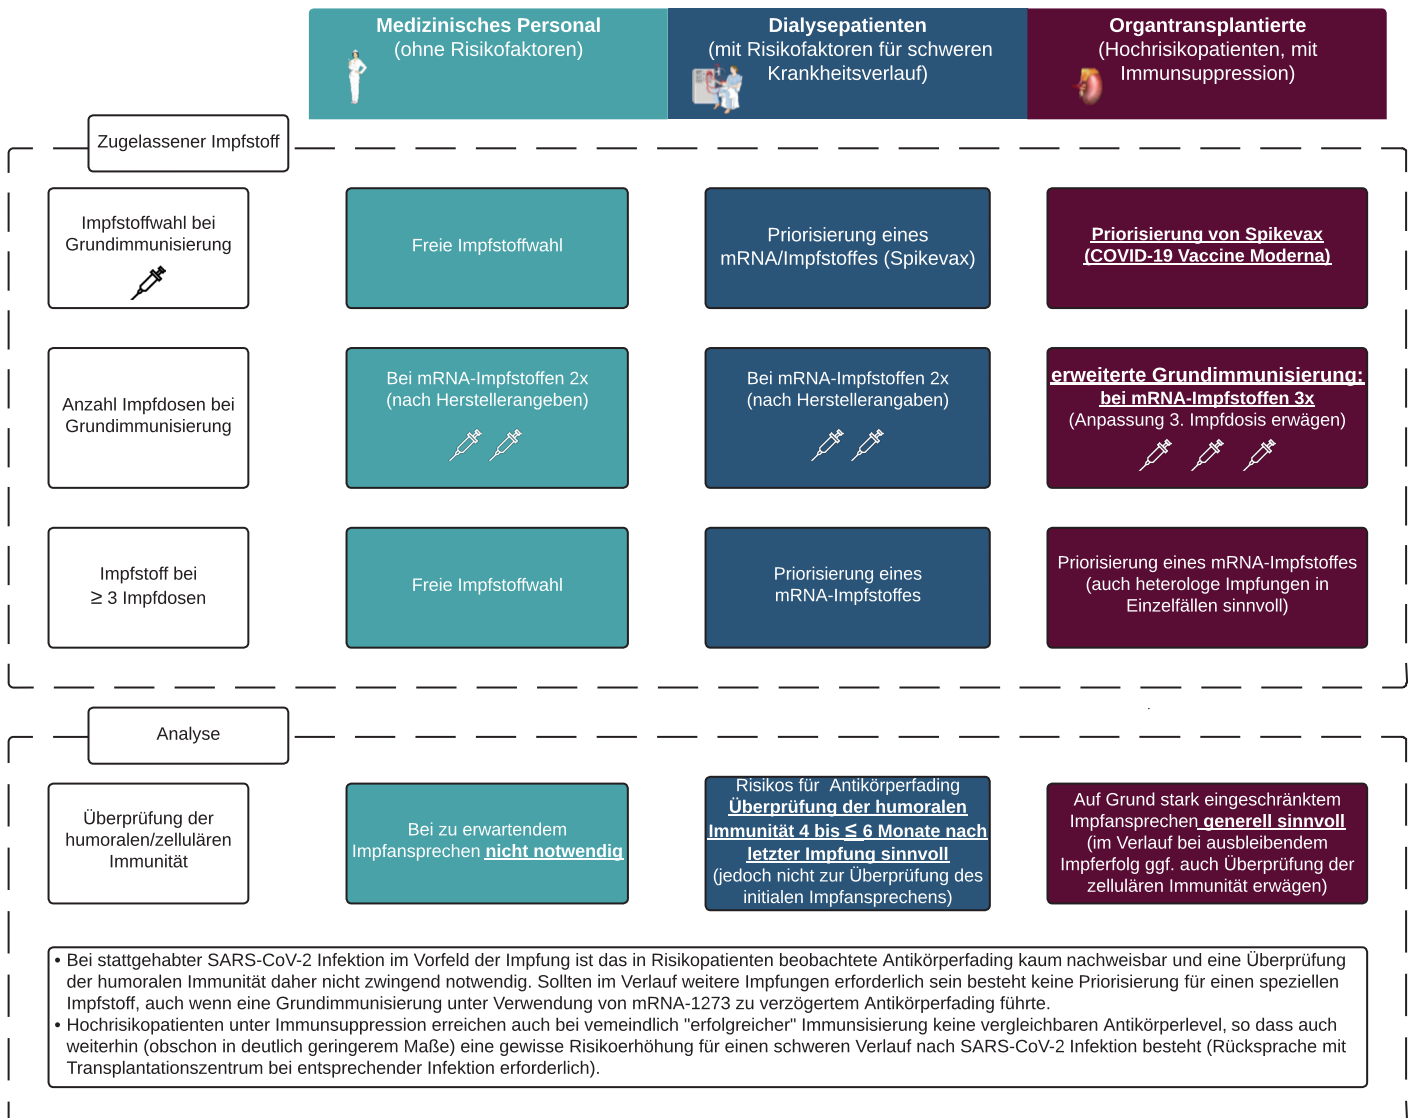 Medizinisches Personal
(ohne Risikofaktoren)
Dialysepatienten
(mit Risikofaktoren für schweren
Krankheitsverlauf)
Organtransplantierte
(Hochrisikopatienten, mit
Immunsuppression)
Zugelassener Impfstoff
Impfstoffwahl bei
Grundimmunisierung
Freie Impfstoffwahl
Priorisierung eines
mRNA/Impfstoffes (Spikevax)
Priorisierung von Spikevax
(COVID-19 Vaccine Moderna)
Anzahl Impfdosen bei
Grundimmunisierung
Bei mRNA-Impfstoffen 2x
(nach Herstellerangeben)
Bei mRNA-Impfstoffen 2x
(nach Herstellerangaben)
erweiterte Grundimmunisierung:
bei mRNA-Impfstoffen 3x
(Anpassung 3. Impfdosis erwägen)
Impfstoff bei
≥ 3 Impfdosen
Freie Impfstoffwahl
Priorisierung eines
mRNA-Impfstoffes
Priorisierung eines mRNA-Impfstoffes
(auch heterologe Impfungen in
Einzelfällen sinnvoll)
Analyse
Überprüfung der
humoralen/zellulären
Immunität
Bei zu erwartendem
Impfansprechen nicht notwendig
Risikos für Antikörperfading
Überprüfung der humoralen
Immunität 4 bis ≤ 6 Monate nach
letzter Impfung sinnvoll
(jedoch nicht zur Überprüfung des
initialen Impfansprechens)
Auf Grund stark eingeschränktem
Impfansprechen generell sinnvoll
(im Verlauf bei ausbleibendem
Impferfolg ggf. auch Überprüfung der
zellulären Immunität erwägen)
• Bei stattgehabter SARS-CoV-2 Infektion im Vorfeld der Impfung ist das in Risikopatienten beobachtete Antikörperfading kaum nachweisbar und eine Überprüfung
der humoralen Immunität daher nicht zwingend notwendig. Sollten im Verlauf weitere Impfungen erforderlich sein besteht keine Priorisierung für einen speziellen
Impfstoff, auch wenn eine Grundimmunisierung unter Verwendung von mRNA-1273 zu verzögertem Antikörperfading führte.
• Hochrisikopatienten unter Immunsuppression erreichen auch bei vemeindlich "erfolgreicher" Immunsisierung keine vergleichbaren Antikörperlevel, so dass auch
weiterhin (obschon in deutlich geringerem Maße) eine gewisse Risikoerhöhung für einen schweren Verlauf nach SARS-CoV-2 Infektion besteht (Rücksprache mit
Transplantationszentrum bei entsprechender Infektion erforderlich).